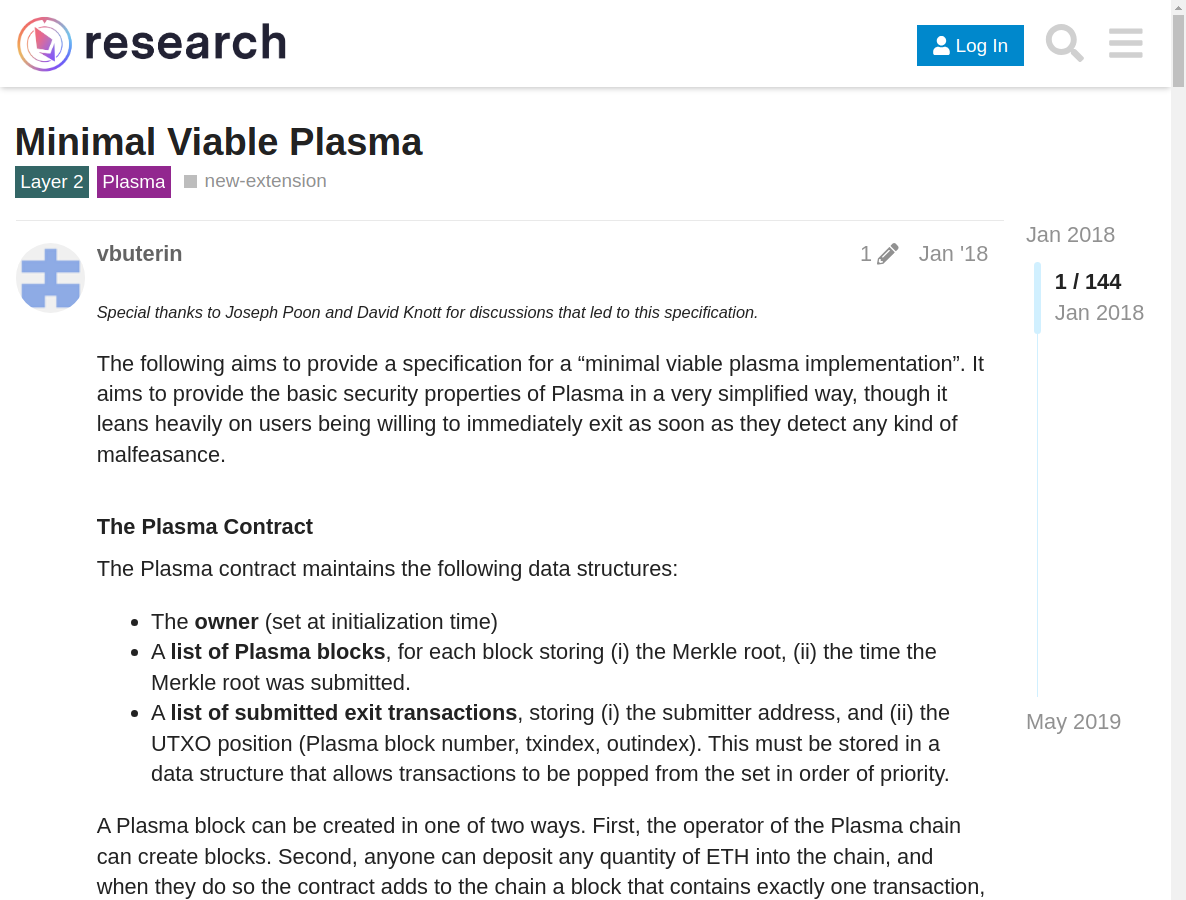 research
Log In
Minimal Viable Plasma
Layer 2 Plasma new-extension
vbuterin 1 Jan '18
Special thanks to Joseph Poon and David Knott for discussions that led to this specification.
The following aims to provide a specification for a “minimal viable plasma implementation”. It
aims to provide the basic security properties of Plasma in a very simplified way, though it
leans heavily on users being willing to immediately exit as soon as they detect any kind of
malfeasance.
The Plasma Contract
The Plasma contract maintains the following data structures:
The owner (set at initialization time)
A list of Plasma blocks, for each block storing (i) the Merkle root, (ii) the time the
Merkle root was submitted.
A list of submitted exit transactions, storing (i) the submitter address, and (ii) the
UTXO position (Plasma block number, txindex, outindex). This must be stored in a
data structure that allows transactions to be popped from the set in order of priority.
A Plasma block can be created in one of two ways. First, the operator of the Plasma chain
can create blocks. Second, anyone can deposit any quantity of ETH into the chain, and
when they do so the contract adds to the chain a block that contains exactly one transaction,
Jan 2018
1 / 144
Jan 2018
May 2019